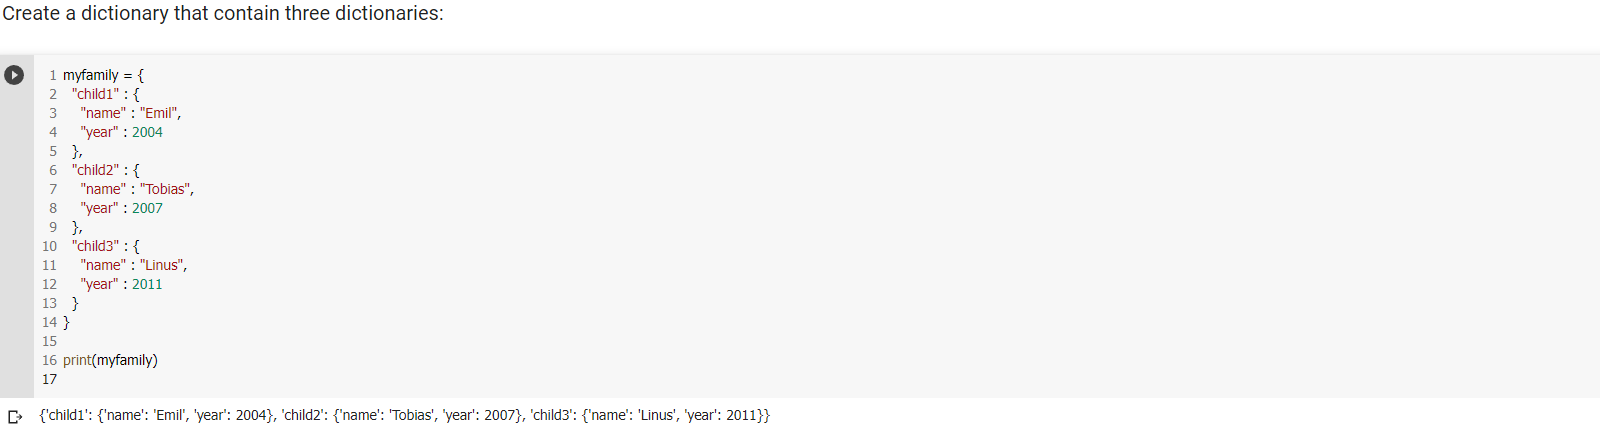 Create a dictionary that contain three dictionaries:
1 myfamily = {
2   "child1" : {
3     "name" : "Emil",
4     "year" : 2004
5   },
6   "child2" : {
7     "name" : "Tobias",
8     "year" : 2007
9   },
10   "child3" : {
11     "name" : "Linus",
12     "year" : 2011
13   }
14 }
15
16 print(myfamily)
17
{'child1': {'name': 'Emil', 'year': 2004}, 'child2': {'name': 'Tobias', 'year': 2007}, 'child3': {'name': 'Linus', 'year': 2011}}